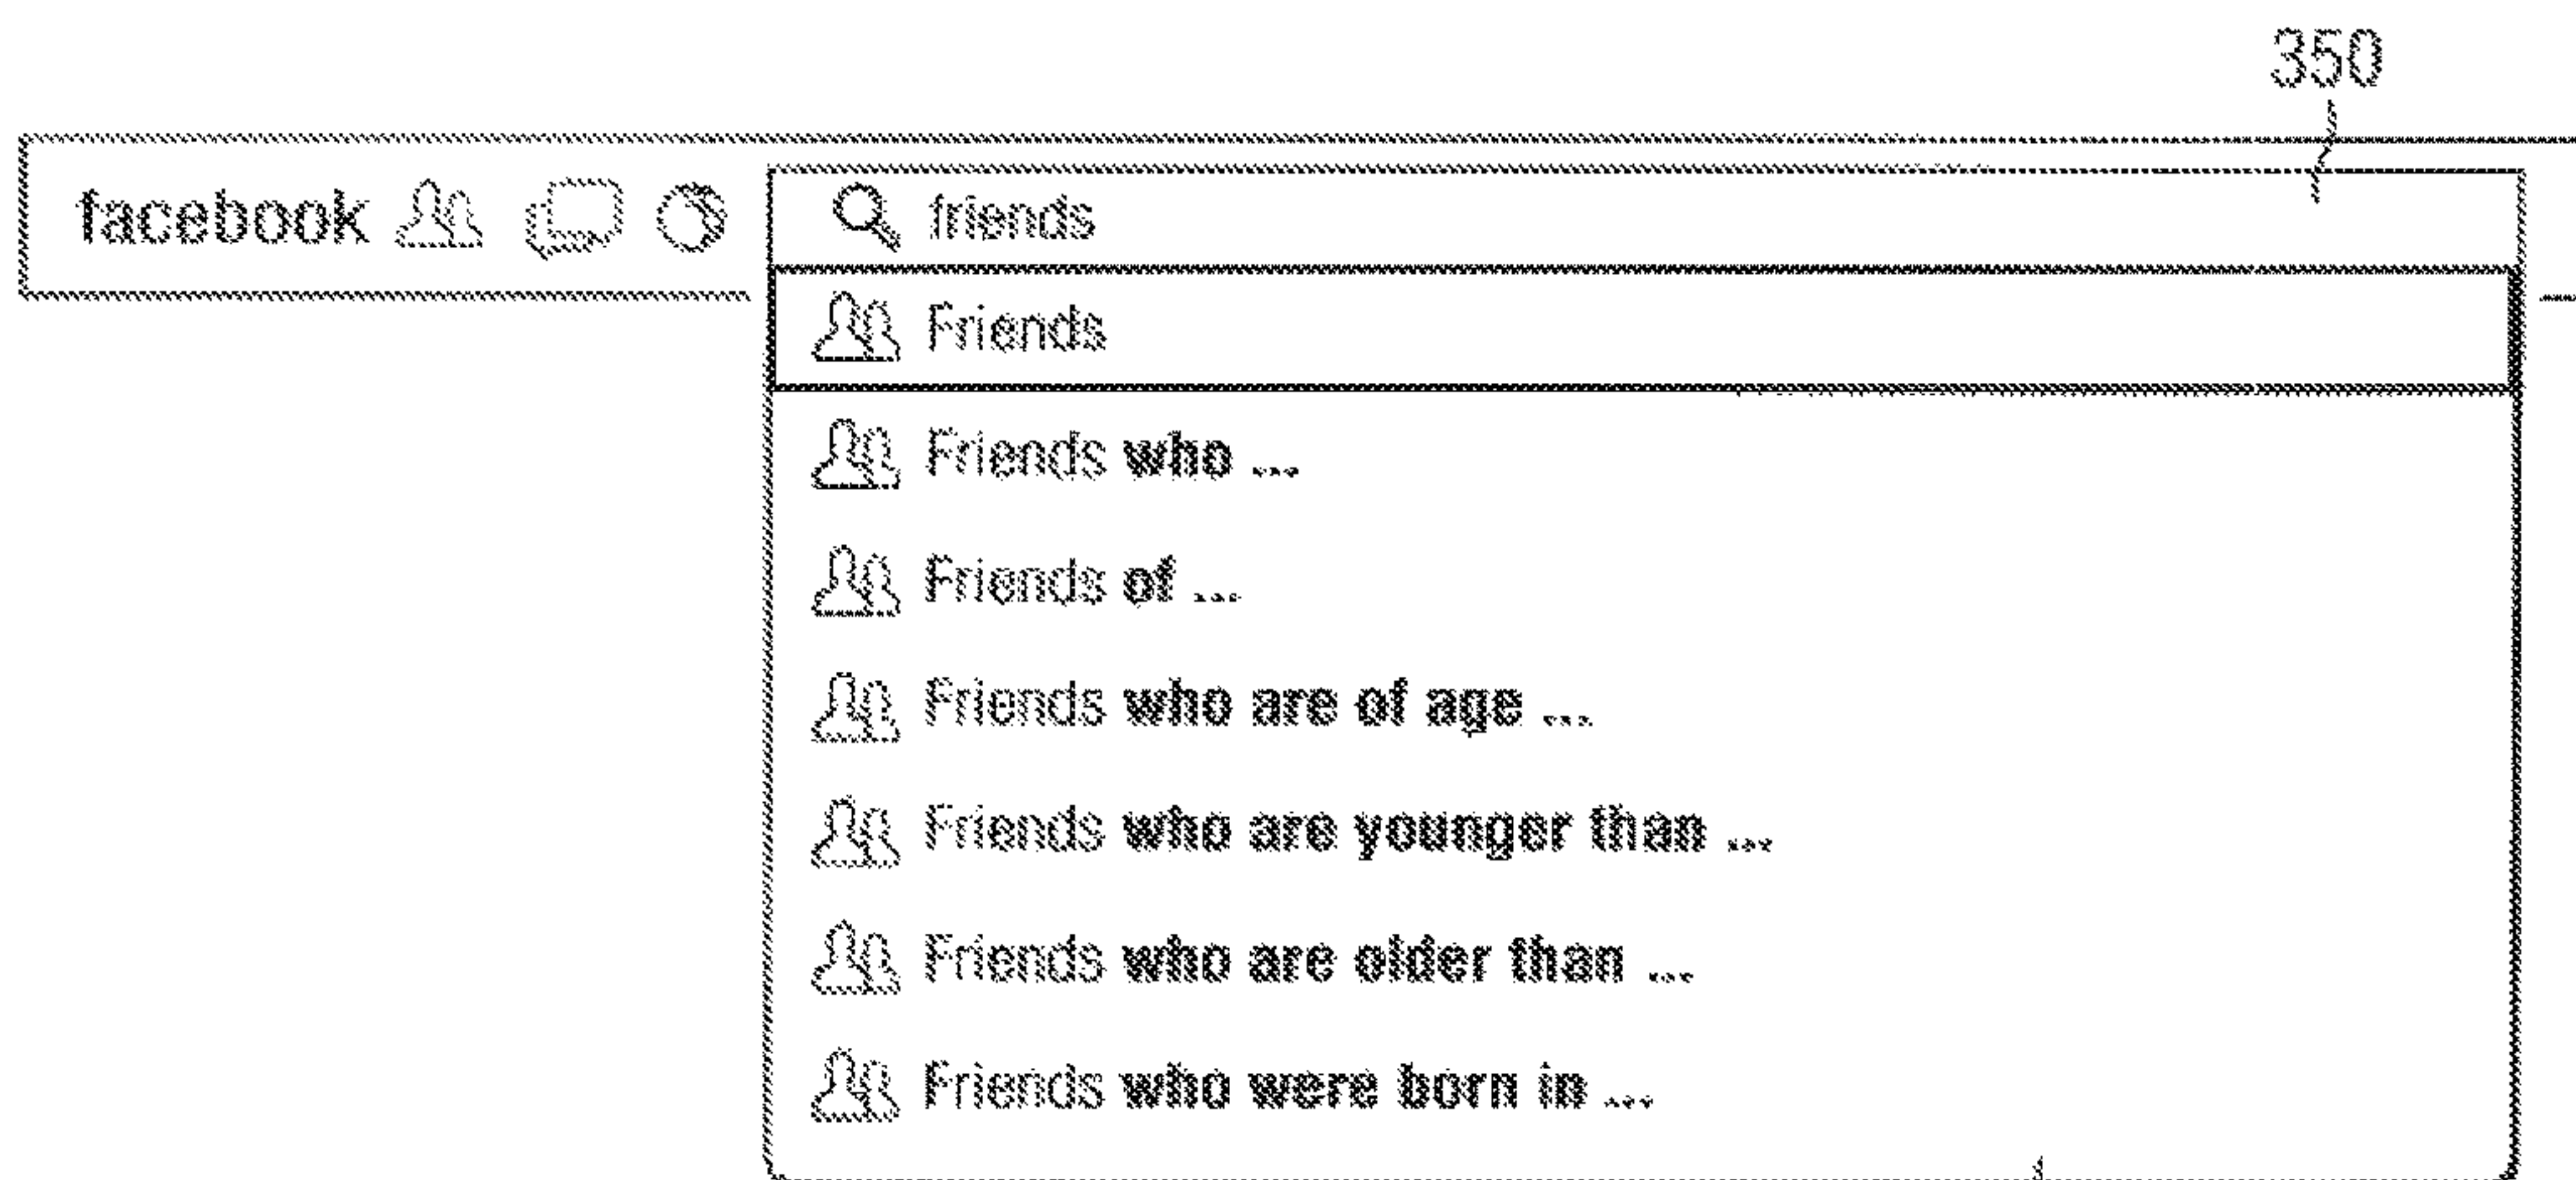 350
facebook friends
Friends
Friends who ...
Friends of ...
Friends who are of age ...
Friends who are younger than ...
Friends who are older than ...
Friends who were born in ...